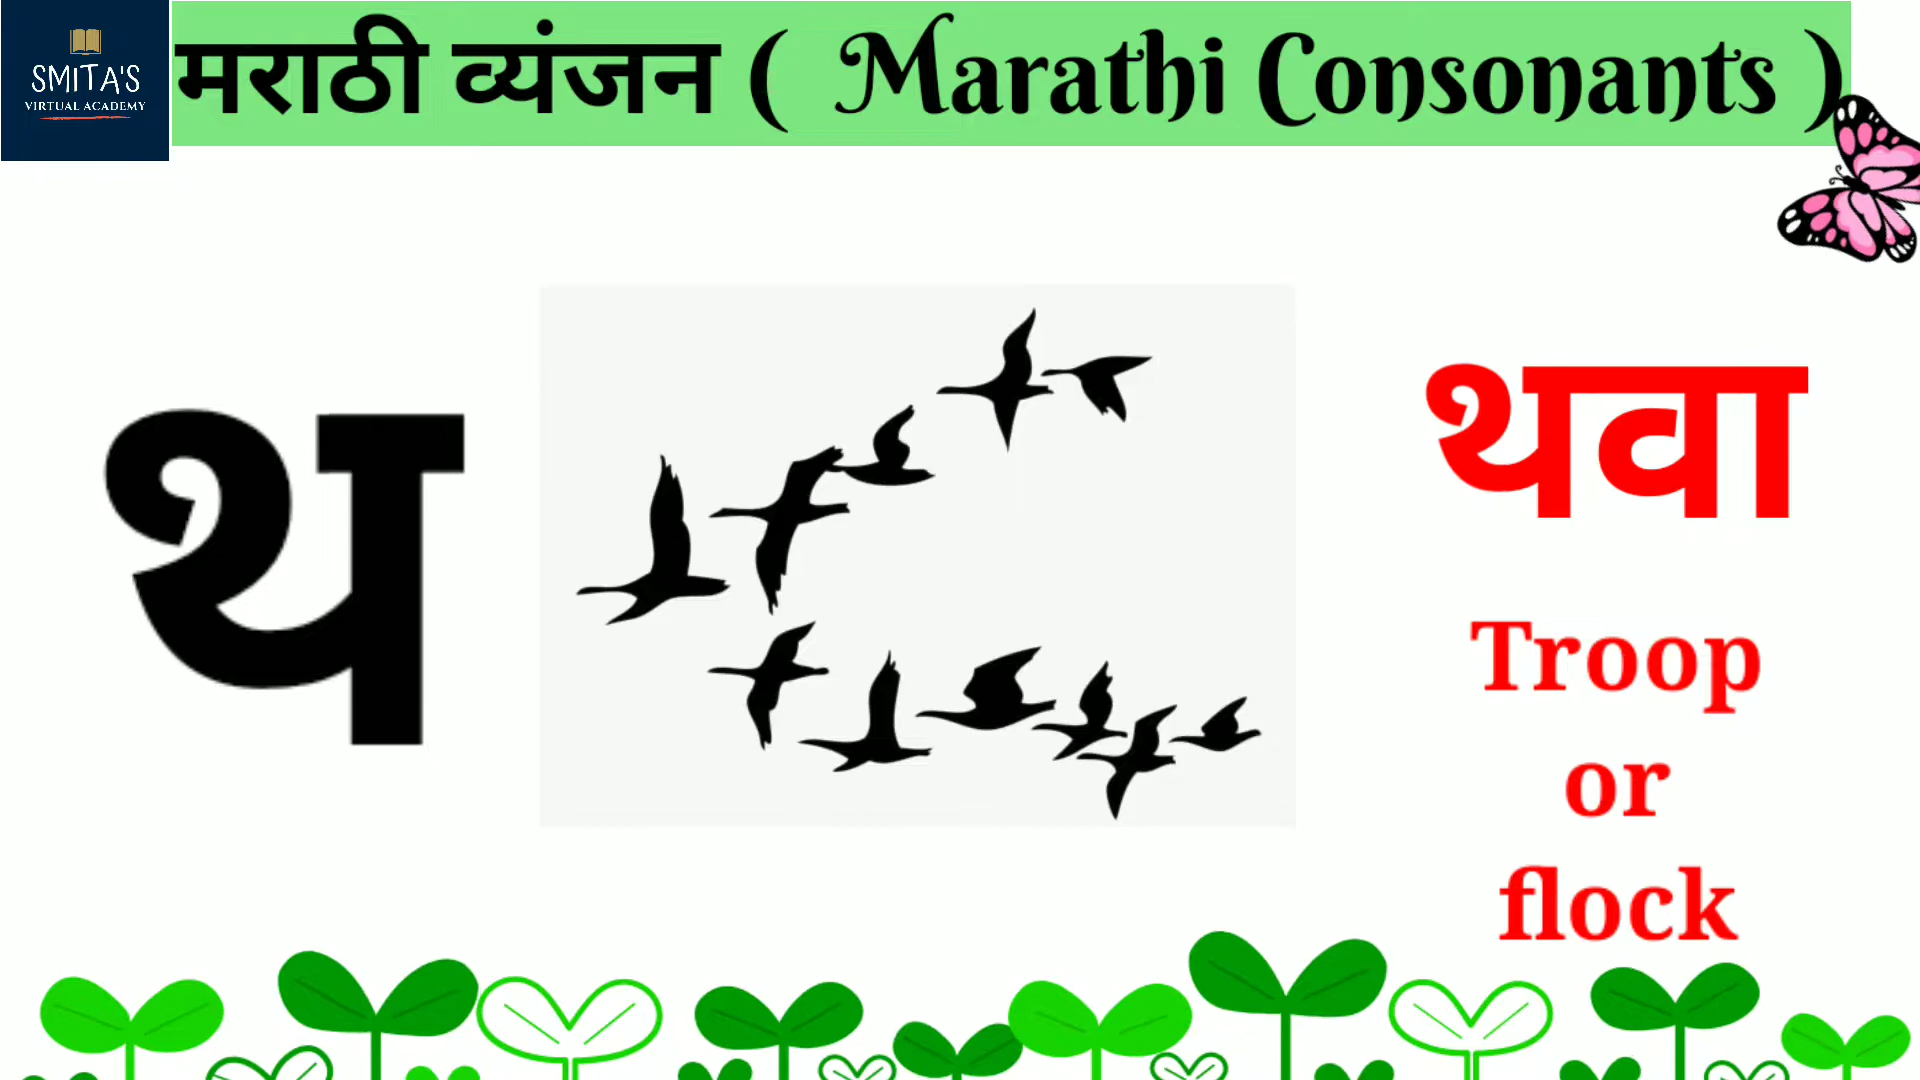 SMITA'S
VIRTUAL ACADEMY
मराठी व्यंजन ( Marathi Consonants )
थ
थवा
Troop
or
flock